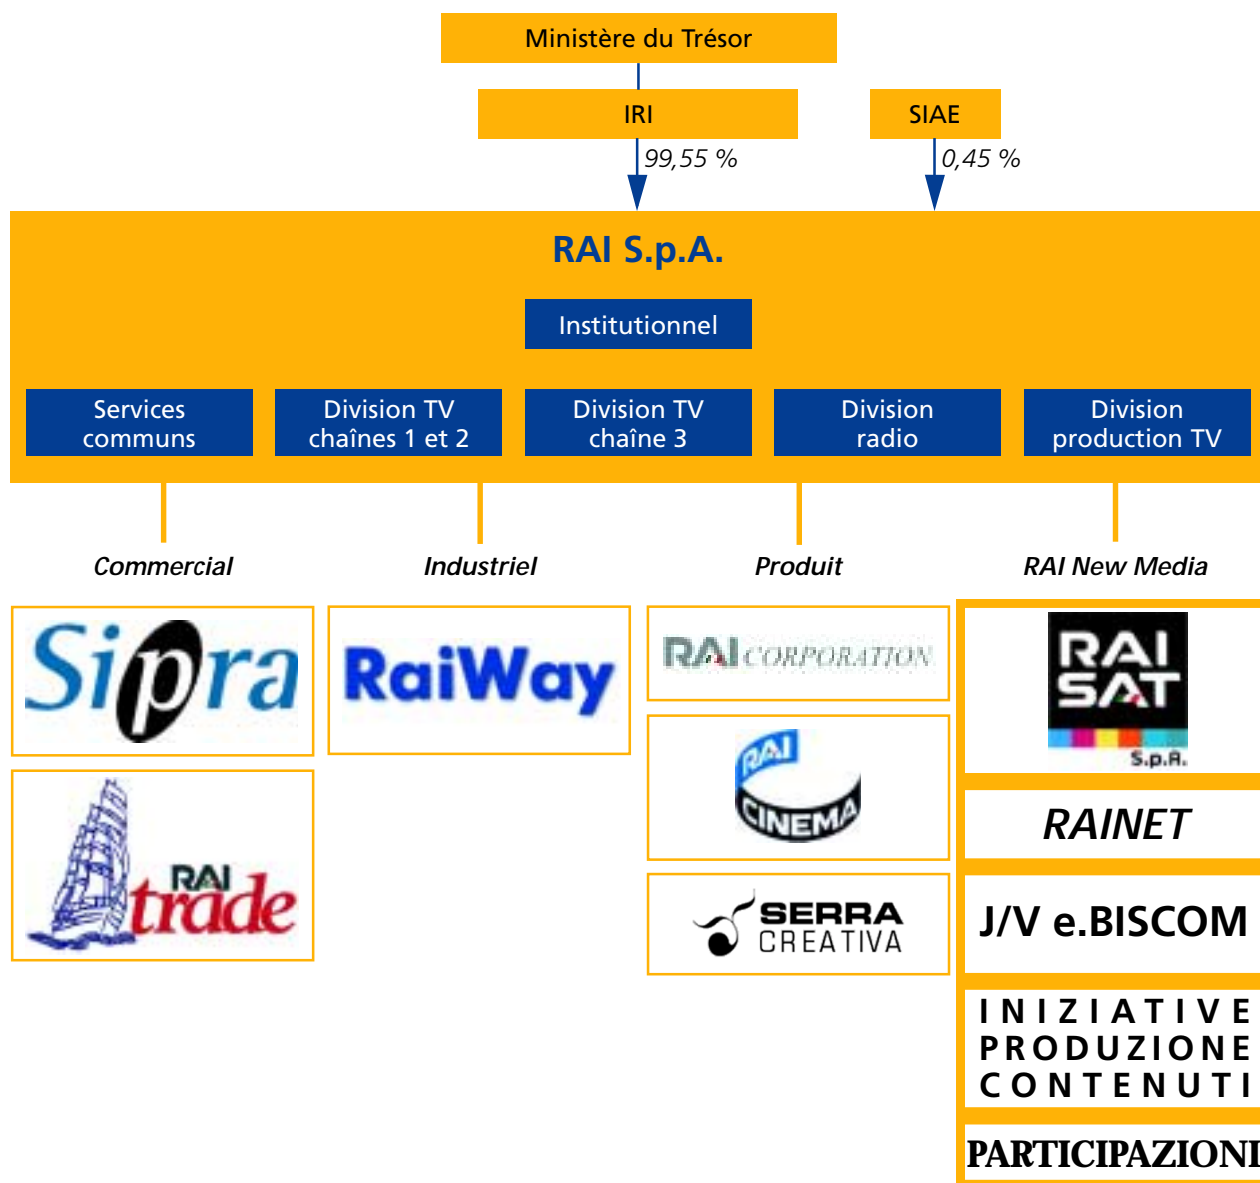 Ministère du Trésor
IRI
SIAE
99,55 %
0,45 %
RAI S.p.A.
Institutionnel
Services
communs
Division TV
chaînes 1 et 2
Division TV
chaîne 3
Division
radio
Division
production TV
Commercial
Industriel
Produit
RAI New Media
Sipra
RAI
trade
RaiWay
RAI CORPORATION
RAI
CINEMA
SERRA
CREATIVA
RAI
SAT
S.p.A.
RAINET
J/V e.BISCOM
INIZIATIVE
PRODUZIONE
CONTENUTI
PARTICIPAZIONI